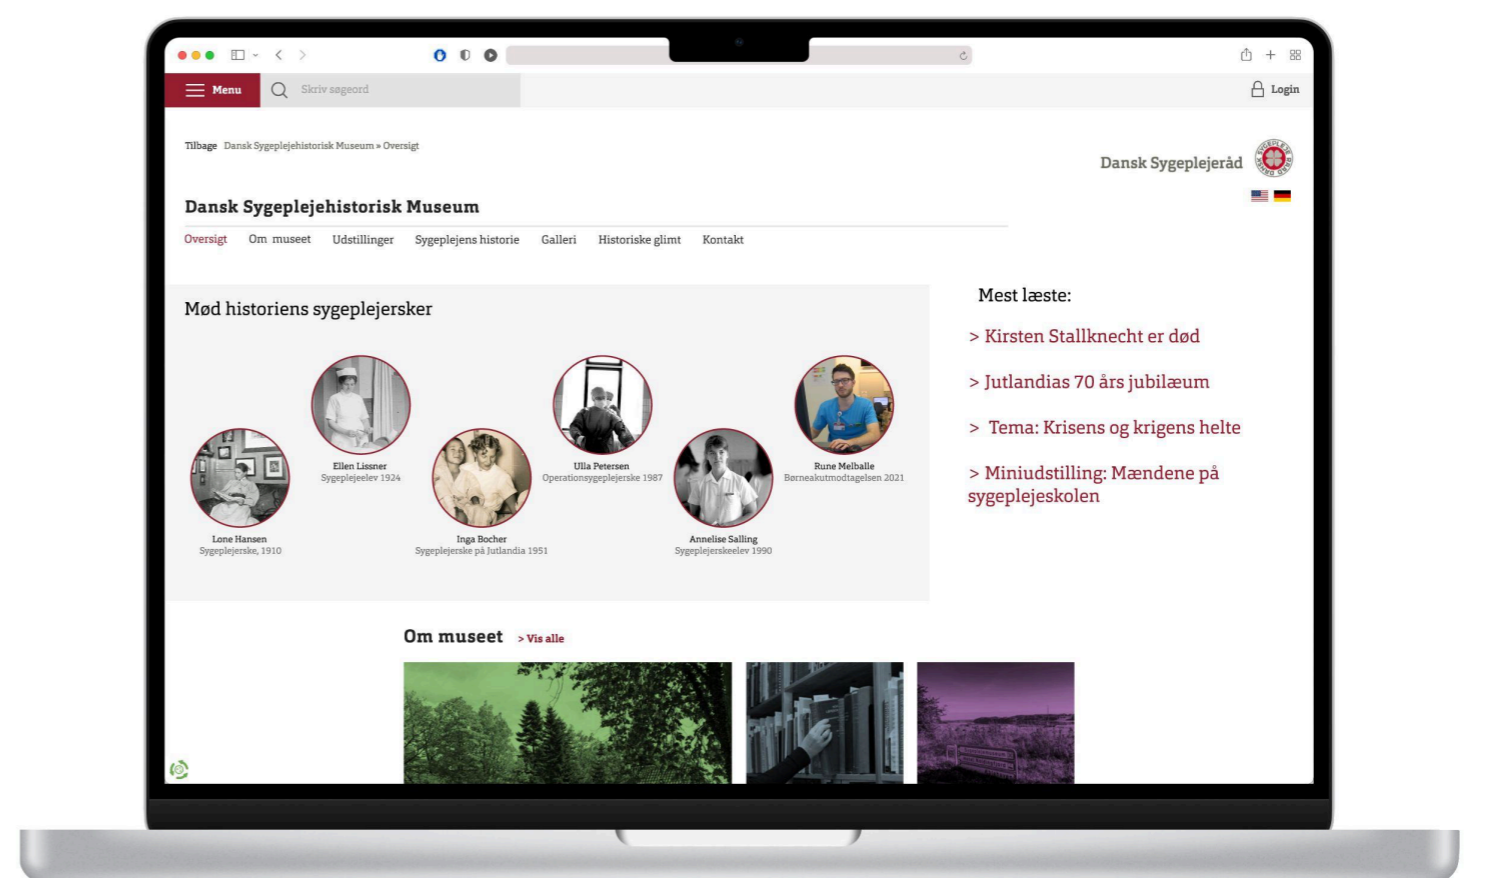 Menu
Skriv søgeord
Login
Tilbage Dansk Sygeplejehistorisk Museum » Oversigt
Dansk Sygeplejeråd
DANSK SYGEPLEJERÅD
Dansk Sygeplejehistorisk Museum
Oversigt Om museet Udstillinger Sygeplejens historie Galleri Historiske glimt Kontakt
Mød historiens sygeplejersker
Lone Hansen
Sygeplejerske, 1910
Ellen Lissner
Sygeplejeelev 1924
Inga Bocher
Sygeplejerske på Jutlandia 1951
Ulla Petersen
Operationsygeplejerske 1987
Annelise Salling
Sygeplejerskeelev 1990
Rune Melballe
Børneakutmodtagelsen 2021
Mest læste:
> Kirsten Stallknecht er død
> Jutlandias 70 års jubilæum
> Tema: Krisens og krigens helte
> Miniudstilling: Mændene på
sygeplejeskolen
Om museet > Vis alle